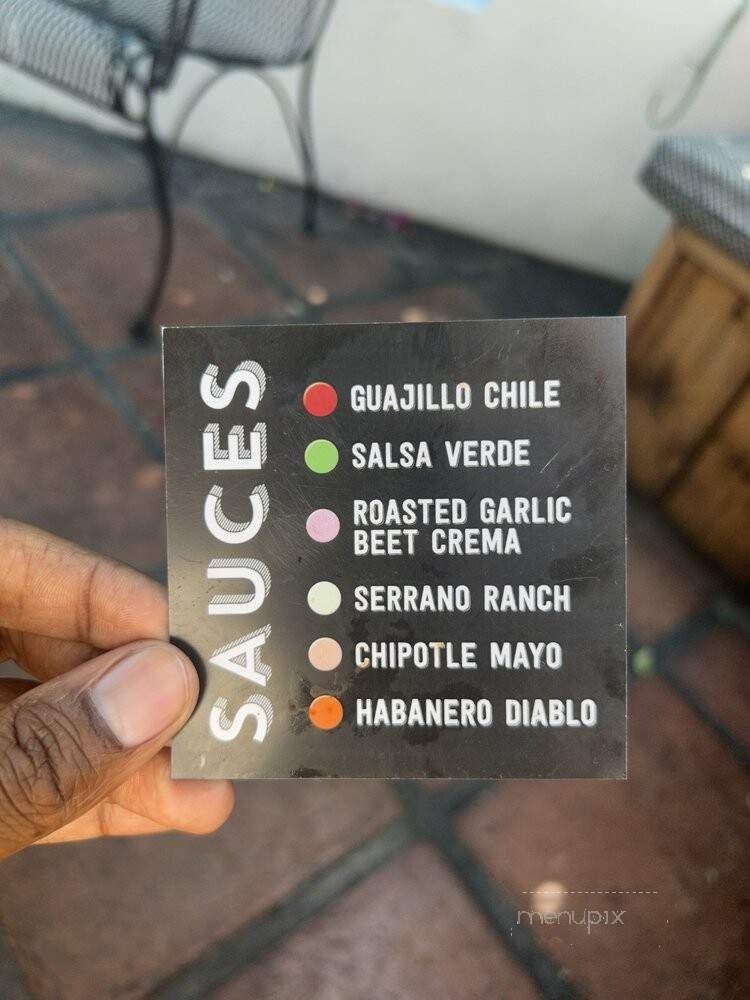 SAUCES
GUAJILLO CHILE
SALSA VERDE
ROASTED GARLIC
BEET CREMA
SERRANO RANCH
CHIPOTLE MAYO
HABANERO DIABLO
menupix